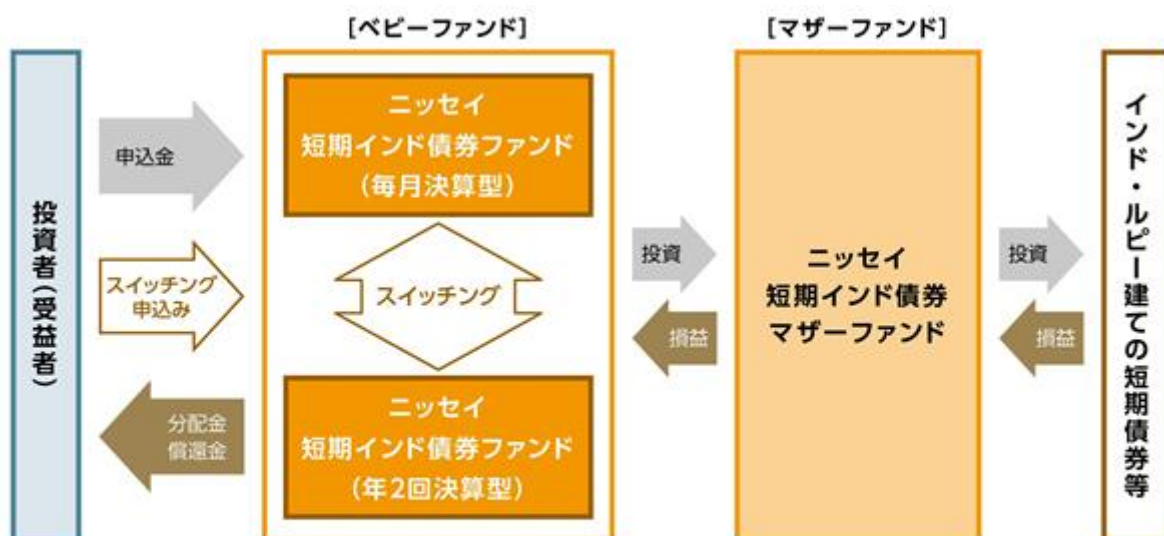 [ベビーファンド]
[マザーファンド]
投資者(受益者)
申込金
スイッチング
申込み
分配金
償還金
ニッセイ
短期インド債券ファンド
(毎月決算型)
スイッチング
ニッセイ
短期インド債券ファンド
(年2回決算型)
投資
損益
ニッセイ
短期インド債券
マザーファンド
投資
損益
インド・ルピー建ての短期債券等